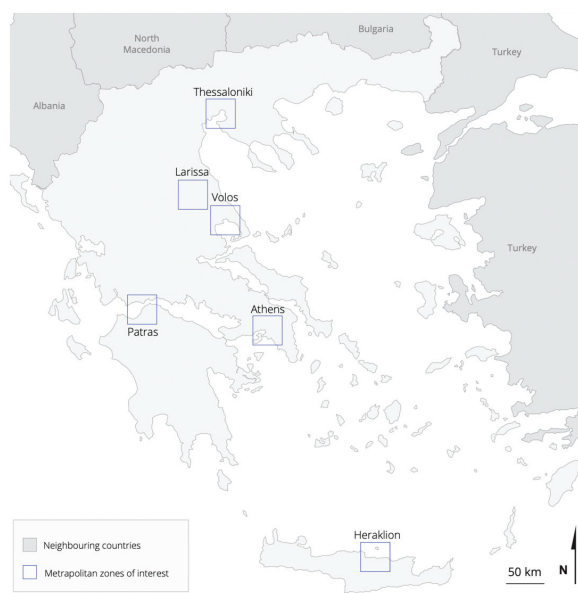 North
Macedonia
Bulgaria
Turkey
Albania
Thessaloniki
Larissa
Volos
Turkey
Athens
Patras
Heraklion
Neighbouring countries
Metrapolitan zones of interest
50 km
N